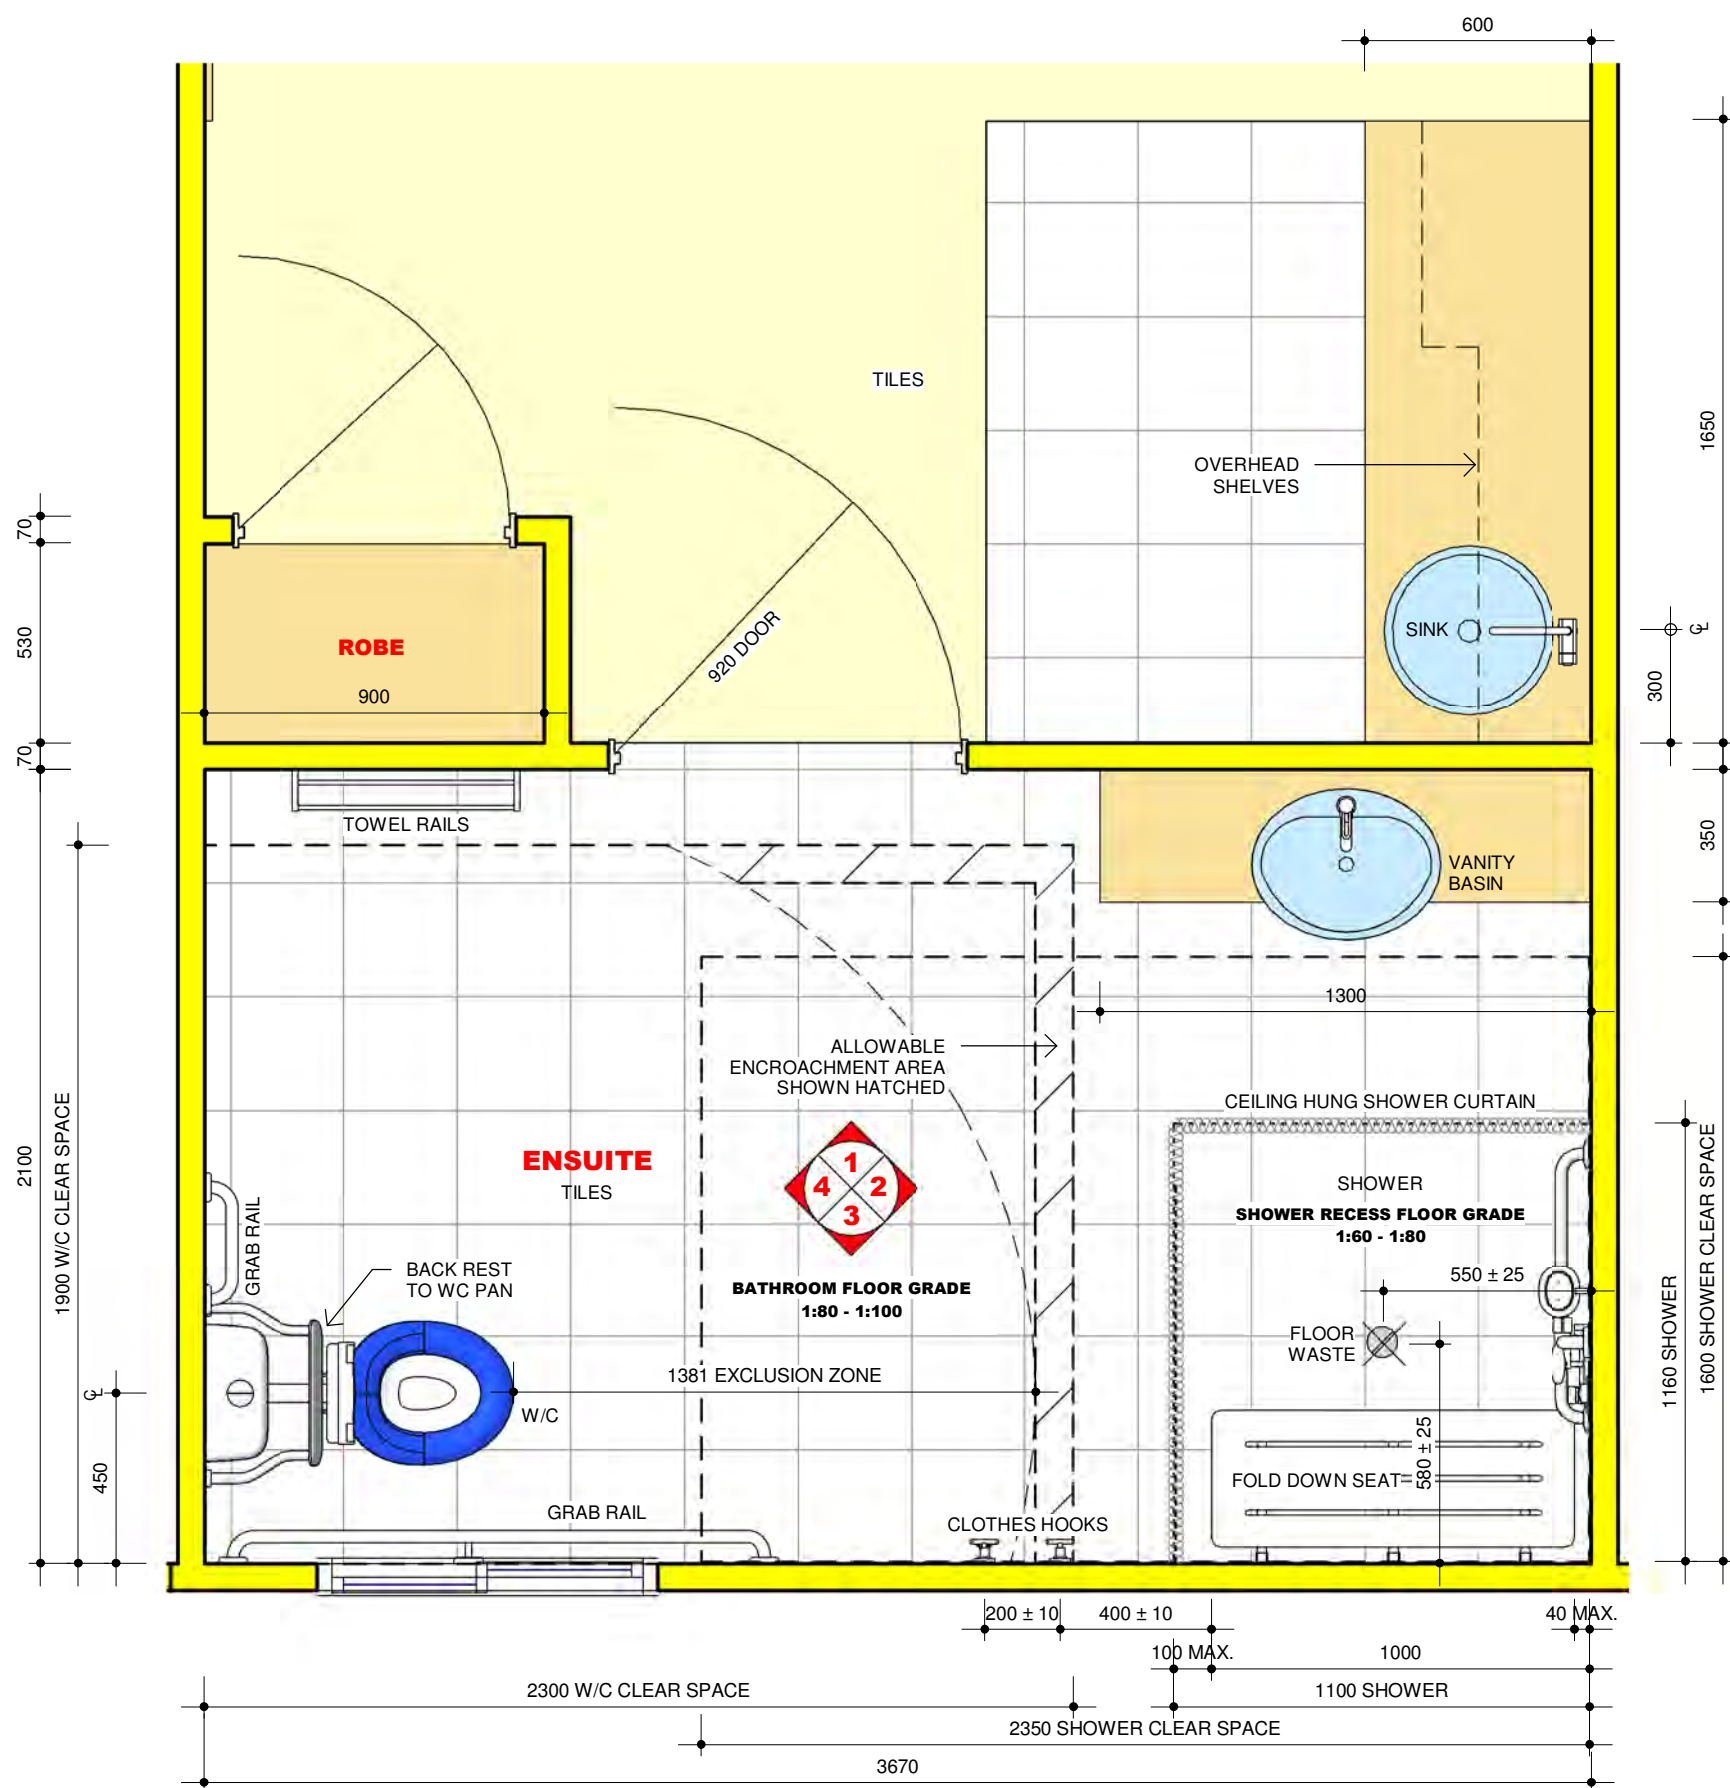 600
TILES
OVERHEAD
SHELVES
1650
70
530
70
ROBE
900
920 DOOR
SINK
℄
300
TOWEL RAILS
VANITY
BASIN
350
1300
ALLOWABLE
ENCROACHMENT AREA
SHOWN HATCHED
CEILING HUNG SHOWER CURTAIN
2100
1900 W/C CLEAR SPACE
ENSUITE
TILES
1
4
2
3
SHOWER
SHOWER RECESS FLOOR GRADE
1:60 - 1:80
GRAB RAIL
BACK REST
TO WC PAN
BATHROOM FLOOR GRADE
1:80 - 1:100
550 ± 25
FLOOR
WASTE
1160 SHOWER
1600 SHOWER CLEAR SPACE
1381 EXCLUSION ZONE
W/C
℄
450
580 ± 25
FOLD DOWN SEAT
GRAB RAIL
CLOTHES HOOKS
200 ± 10
400 ± 10
40 MAX.
100 MAX.
1000
2300 W/C CLEAR SPACE
1100 SHOWER
2350 SHOWER CLEAR SPACE
3670